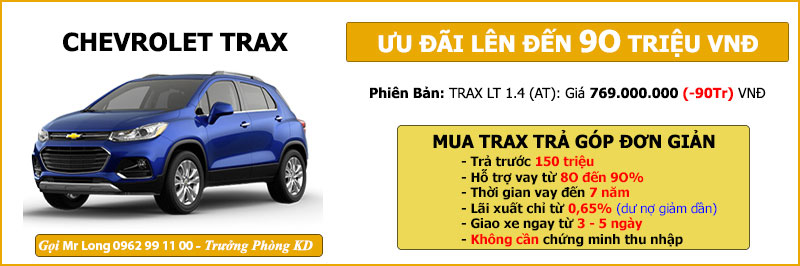 CHEVROLET TRAX
Gọi Mr Long 0962 99 11 00 - Trưởng Phòng KD
ƯU ĐÃI LÊN ĐẾN 90 TRIỆU VNĐ
Phiên Bản: TRAX LT 1.4 (AT): Giá 769.000.000 (-90Tr) VNĐ
MUA TRAX TRẢ GÓP ĐƠN GIẢN
- Trả trước 150 triệu
- Hỗ trợ vay từ 80 đến 90%
- Thời gian vay đến 7 năm
- Lãi xuất chỉ từ 0,65% (dư nợ giảm dần)
- Giao xe ngay từ 3 - 5 ngày
- Không cần chứng minh thu nhập